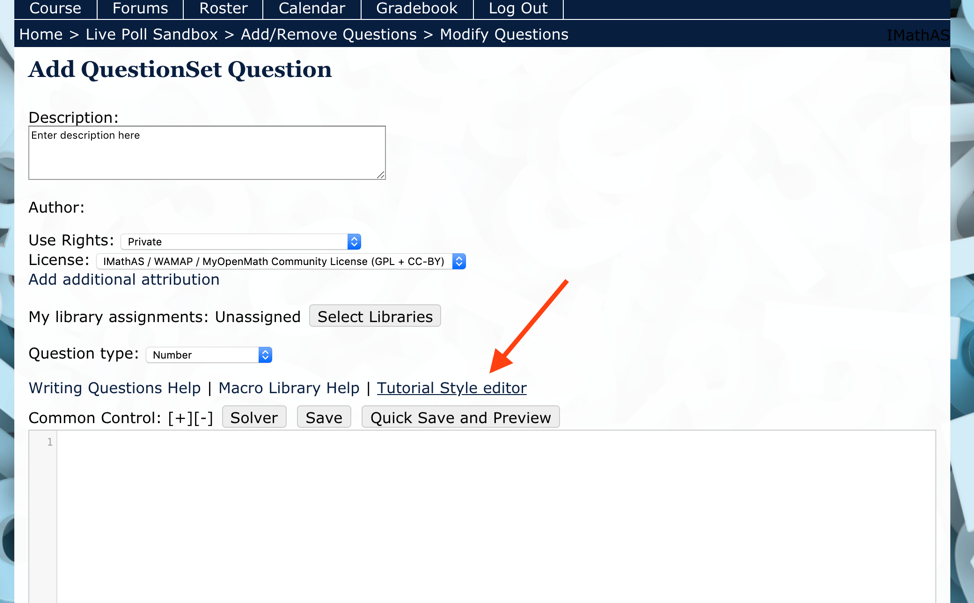 Course Forums Roster Calendar Gradebook Log Out
Home > Live Poll Sandbox > Add/Remove Questions > Modify Questions IMathAS
Add QuestionSet Question
Description:
Enter description here
Author:
Use Rights: Private
License: IMathAS / WAMAP / MyOpenMath Community License (GPL + CC-BY)
Add additional attribution
My library assignments: Unassigned Select Libraries
Question type: Number
Writing Questions Help | Macro Library Help | Tutorial Style editor
Common Control: [+][-] Solver Save Quick Save and Preview
1